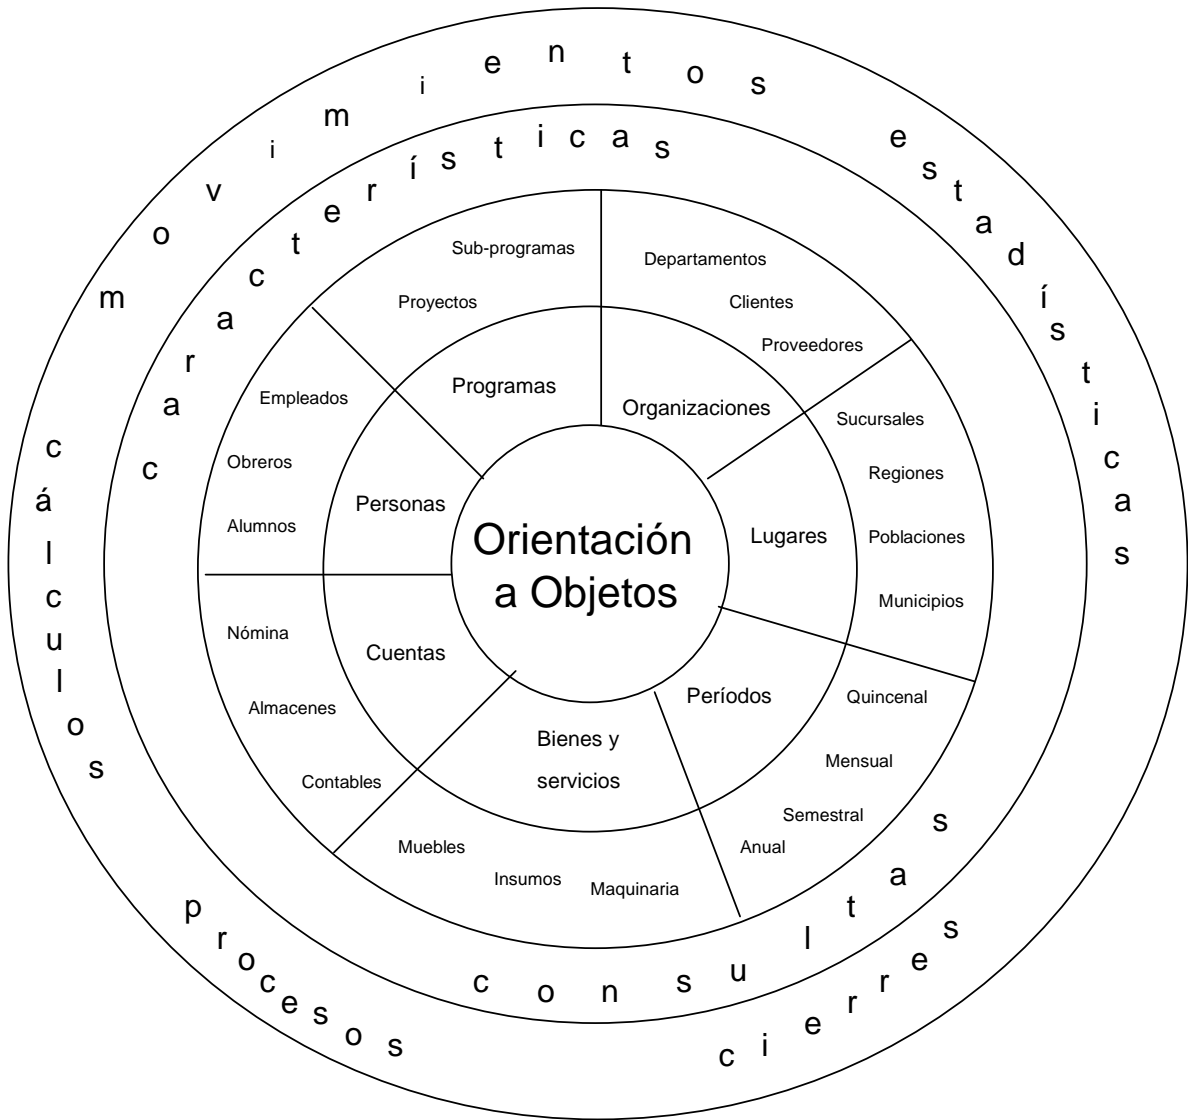 movimientos
estadísticas
cálculos
procesos
cierres
características
consultas
Sub-programas
Proyectos
Programas
Departamentos
Clientes
Proveedores
Organizaciones
Sucursales
Regiones
Poblaciones
Municipios
Lugares
Quincenal
Mensual
Semestral
Anual
Períodos
Bienes y
servicios
Muebles
Insumos
Maquinaria
Cuentas
Nómina
Almacenes
Contables
Personas
Empleados
Obreros
Alumnos
Orientación
a Objetos